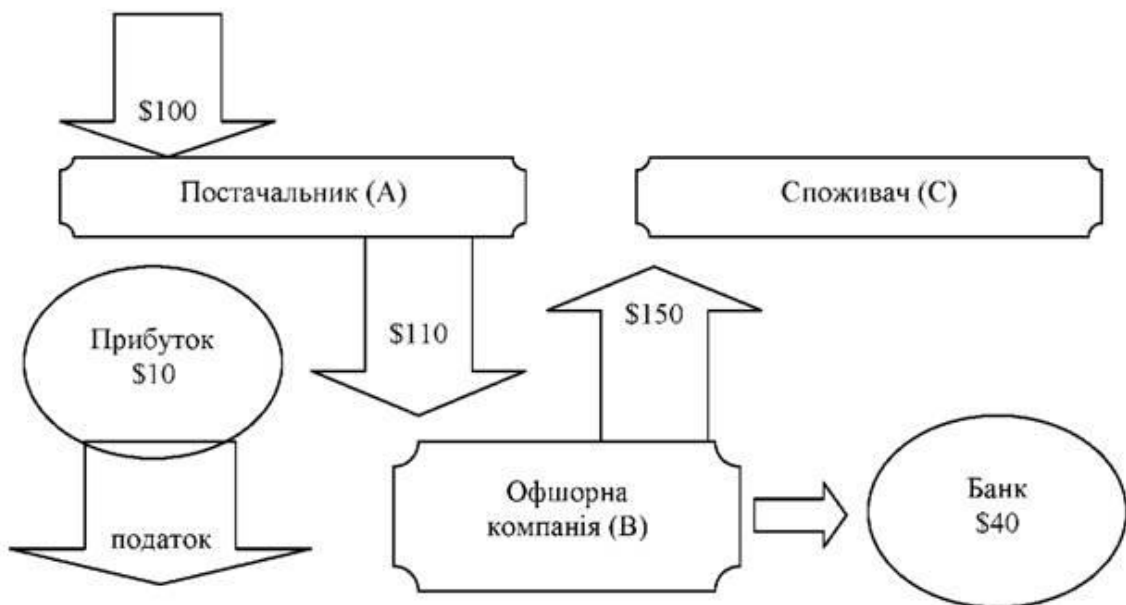 $100
Постачальник (А)
Споживач (С)
Прибуток
$10
$110
$150
податок
Офшорна
компанія (В)
Банк
$40